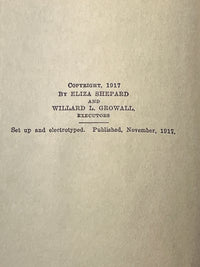 COPYRIGHT, 1917
BY ELIZA SHEPARD
AND
WILLARD L. GROWALL,
EXECUTORS
Set up and electrotyped. Published, November, 1917.